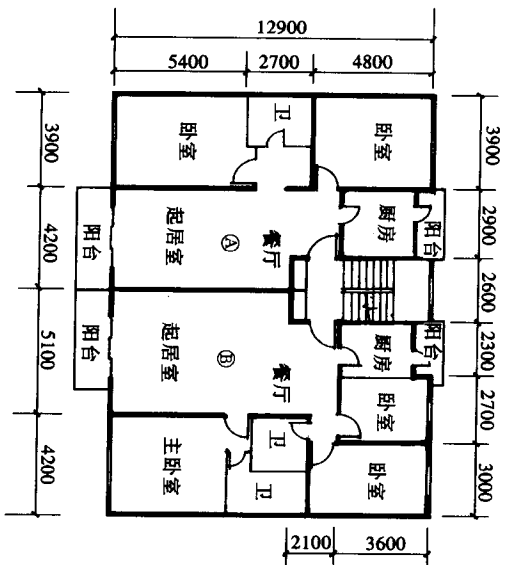 12900
5400 2700 4800
卧室 卫 卧室
3900 3900
阳台 起居室 Ⓐ 餐厅 厨房 阳台
4200 2900
2600
上
阳台 起居室 Ⓑ 餐厅 厨房 阳台
5100 2300
卧室
2700
主卧室 卫 卫 卧室
4200 3000
2100 3600